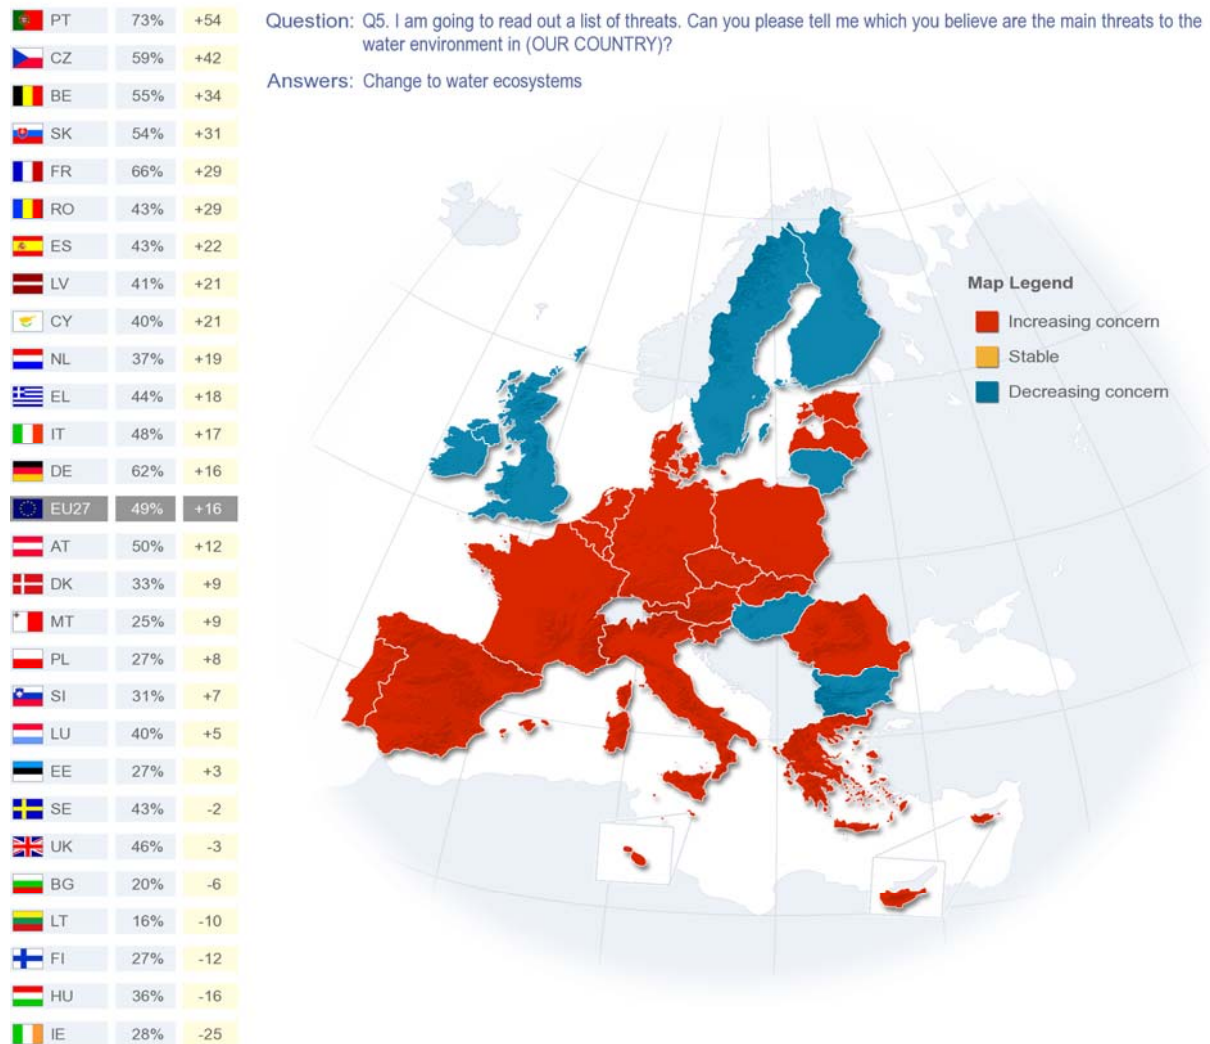 Question: Q5. I am going to read out a list of threats. Can you please tell me which you believe are the main threats to the
water environment in (OUR COUNTRY)?
Answers: Change to water ecosystems
PT 73% +54
CZ 59% +42
BE 55% +34
SK 54% +31
FR 66% +29
RO 43% +29
ES 43% +22
LV 41% +21
CY 40% +21
NL 37% +19
EL 44% +18
IT 48% +17
DE 62% +16
EU27 49% +16
AT 50% +12
DK 33% +9
MT 25% +9
PL 27% +8
SI 31% +7
LU 40% +5
EE 27% +3
SE 43% -2
UK 46% -3
BG 20% -6
LT 16% -10
FI 27% -12
HU 36% -16
IE 28% -25
Map Legend
Increasing concern
Stable
Decreasing concern